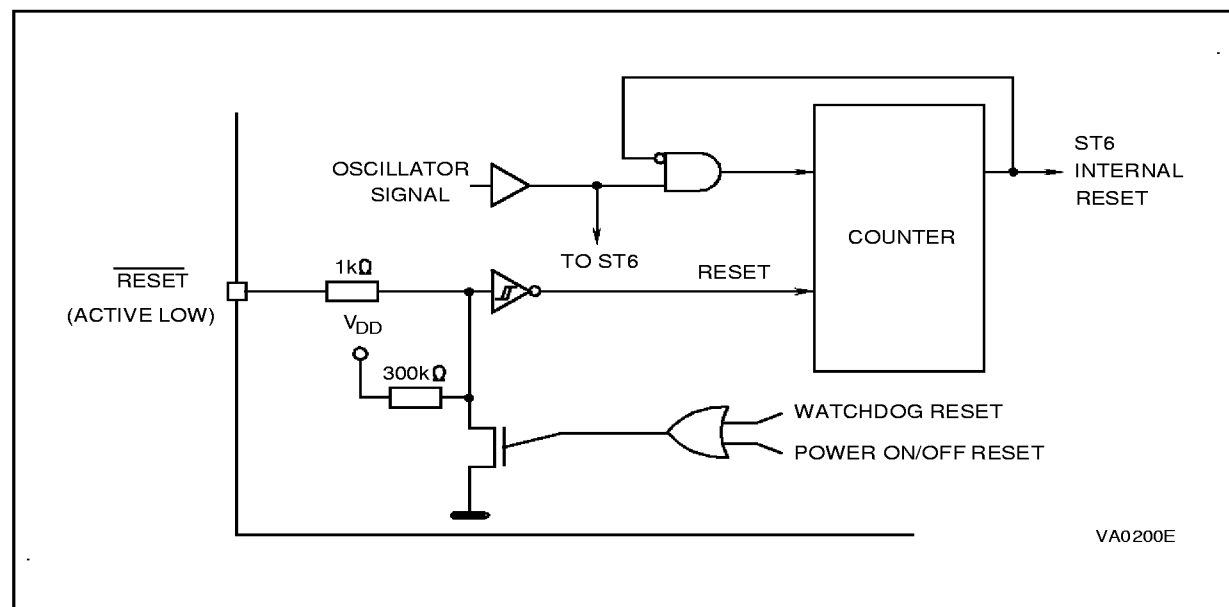 OSCILLATOR
SIGNAL
TO ST6
COUNTER
ST6
INTERNAL
RESET
RESET
(ACTIVE LOW)
1kΩ
VDD
300kΩ
RESET
WATCHDOG RESET
POWER ON/OFF RESET
VA0200E